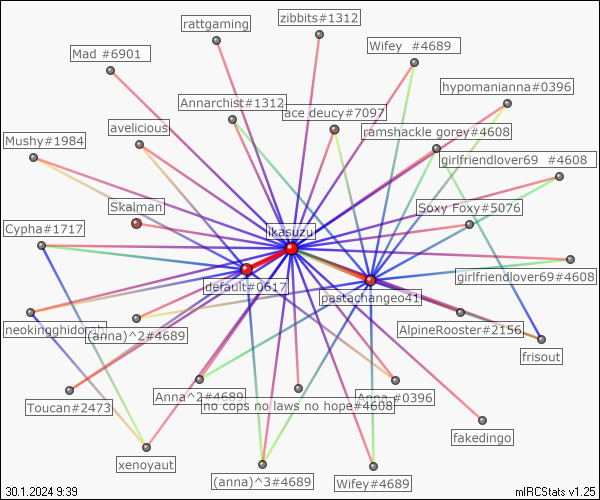 zibbits#1312
rattgaming
Wifey  #4689
Mad #6901
hypomanianna#0396
Annarchist#1312
ace deucy#7097
avelicious
ramshackle gorey#4608
Mushy#1984
girlfriendlover69  #4608
Skalman
Soxy Foxy#5076
Cypha#1717
ikasuzu
girlfriendlover69#4608
default#0617
pastachangeo41
neokingghidorah
(anna)^2#4689
AlpineRooster#2156
frisout
Anna^2#4689
Anna #0396
Toucan#2473
no cops no laws no hope#4608
fakedingo
xenoyaut
(anna)^3#4689
Wifey#4689
30.1.2024 9:39
mIRCStats v1.25